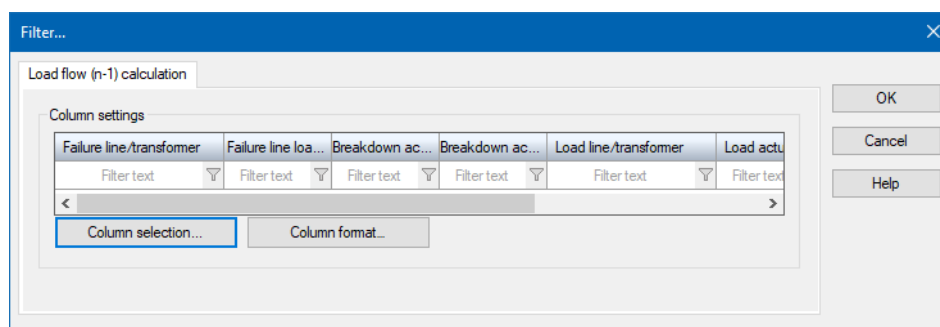 Filter...
Load flow (n-1) calculation
OK
Column settings
Cancel
Failure line/transformer Failure line loa... Breakdown ac... Breakdown ac... Load line/transformer Load actu
Filter text Filter text Filter text Filter text Filter text Filter text
Help
Column selection... Column format...